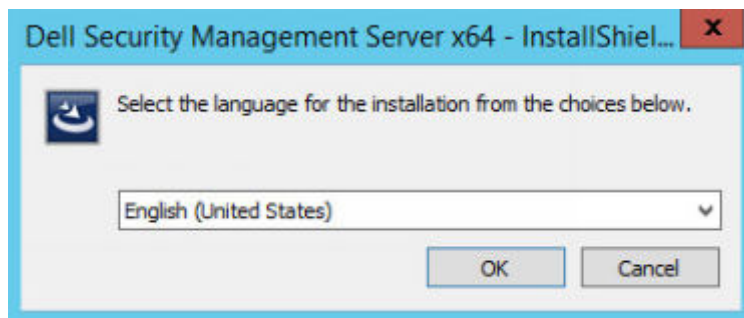 Dell Security Management Server x64 - InstallShiel...
x
Select the language for the installation from the choices below.
English (United States)
OK Cancel